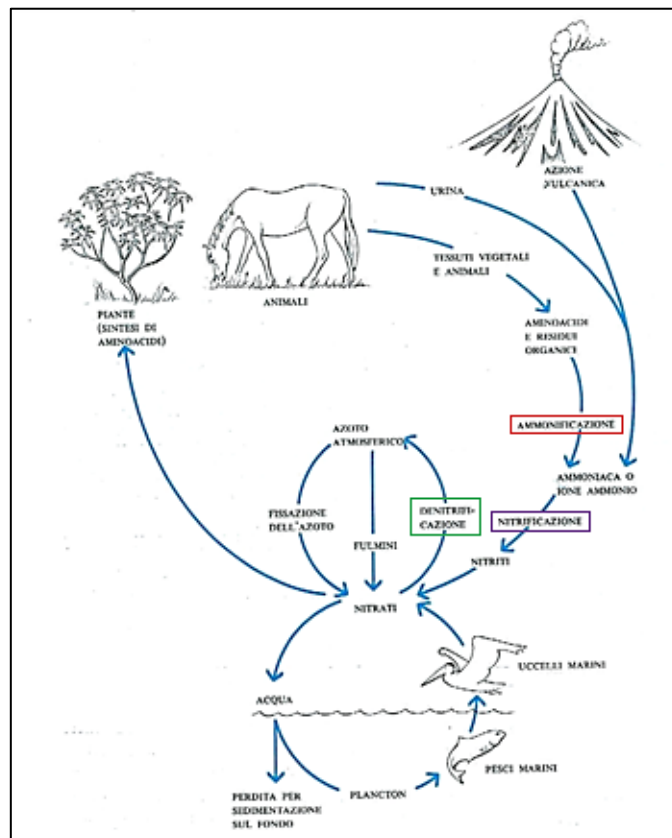 AZIONE
VULCANICA
URINA
TESSUTI VEGETALI
E ANIMALI
ANIMALI
PIANTE
(SINTESI DI
AMINOACIDI)
AMINOACIDI
E RESIDUI
ORGANICI
AMMONIFICAZIONE
AZOTO
ATMOSFERICO
AMMONIACA O
IONE AMMONIO
FISSAZIONE
DELL'AZOTO
DENITRIFI-
CAZIONE
NITRIFICAZIONE
FULMINI
NITRITI
NITRATI
UCCELLI MARINI
ACQUA
PESCI MARINI
PLANCTON
PERDITA PER
SEDIMENTAZIONE
SUL FONDO